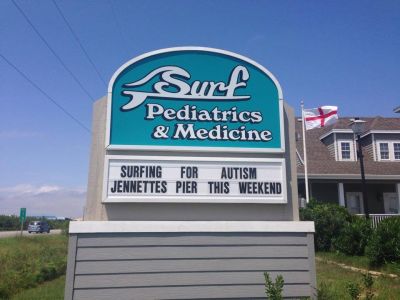 Surf
Pediatrics
& Medicine
SURFING FOR AUTISM
JENNETTES PIER THIS WEEKEND